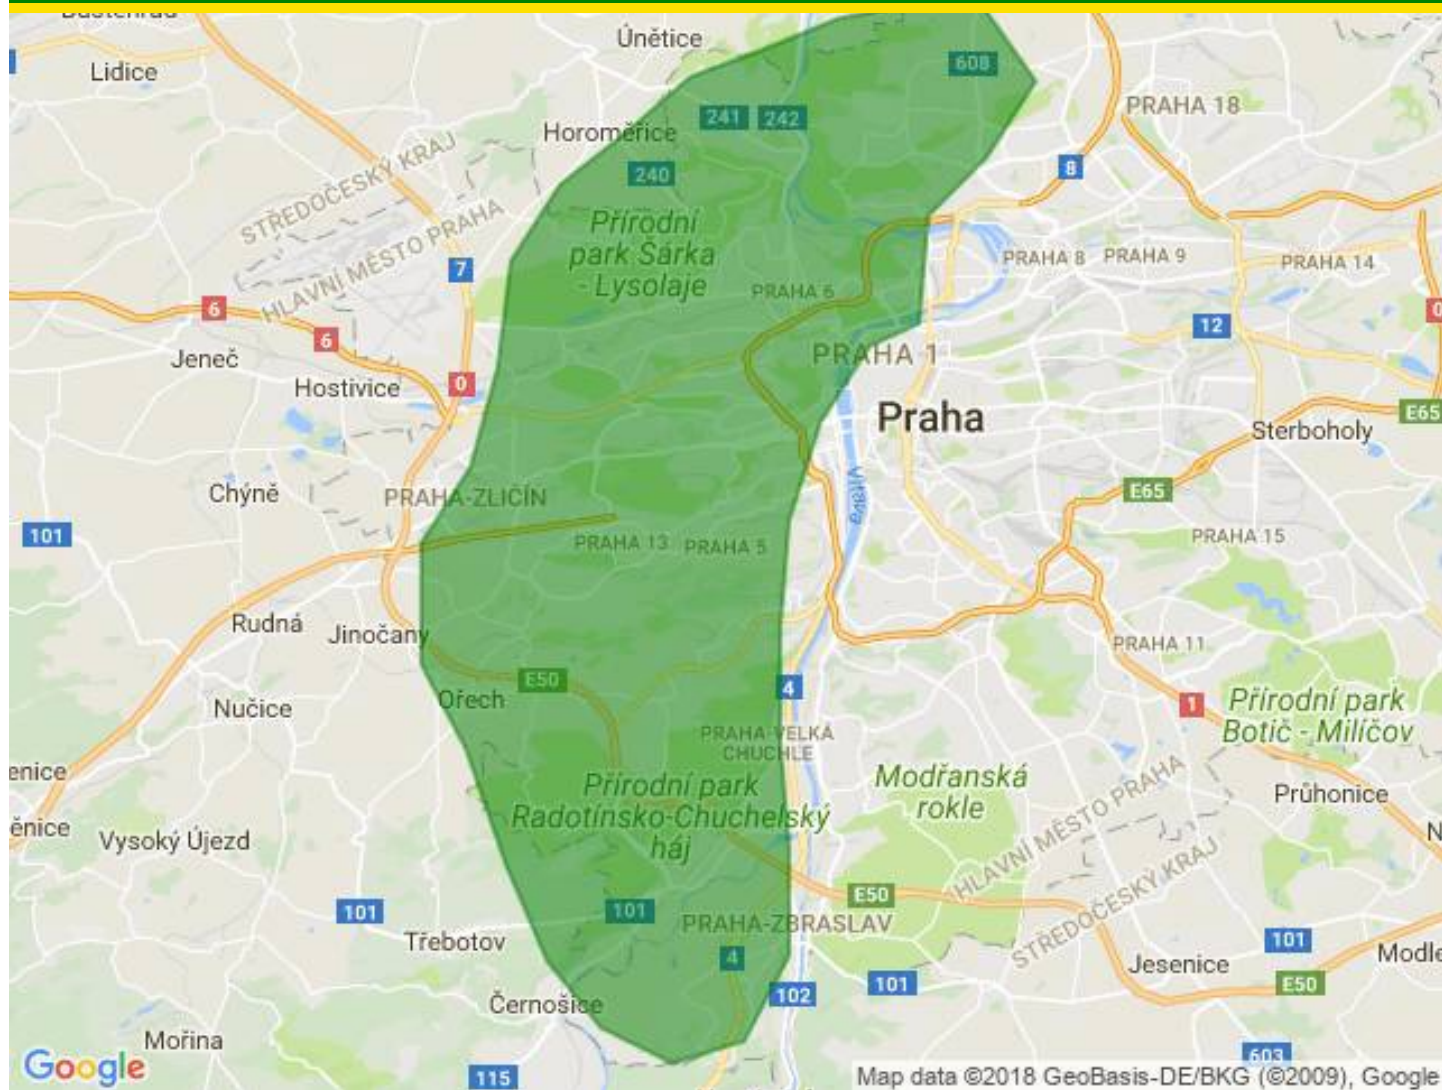 Únětice
608
Lidice
PRAHA 18
241
242
Horoměřice
8
240
STŘEDOČESKÝ KRAJ
HLAVNÍ MĚSTO PRAHA
Přírodní
park Šárka
- Lysolaje
PRAHA 8
PRAHA 9
PRAHA 14
7
PRAHA 6
6
0
12
6
Jeneč
PRAHA 1
Hostivice
0
Praha
E65
Sterboholy
Chýně
PRAHA-ZLIČÍN
E65
Vltava
101
PRAHA 13
PRAHA 5
PRAHA 15
Rudná
Jinočany
PRAHA 11
E50
4
Ořech
Nučice
1
Přírodní park
Botič - Milíčov
PRAHA-VELKÁ
CHUCHLE
enice
Přírodní park
Radotínsko-Chuchelský
háj
Modřanská
rokle
HLAVNÍ MĚSTO PRAHA
STŘEDOČESKÝ KRAJ
Průhonice
ěnice
Vysoký Újezd
N
E50
101
101
PRAHA-ZBRASLAV
Třebotov
101
Modle
4
Jesenice
101
E50
102
Černošice
Mořina
603
Google
115
Map data ©2018 GeoBasis-DE/BKG (©2009), Google